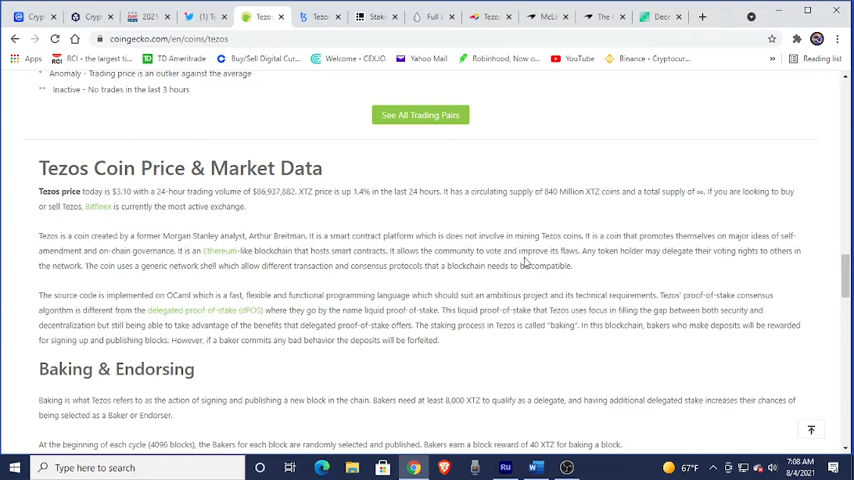 Cryp
Cryp
2021
(1) T
Tezo
Tezo
Stake
Full L
Tezo
McL
The
Dece
coingecko.com/en/coins/tezos
Apps
RCI - the largest ti...
TD Ameritrade
Buy/Sell Digital Cur...
Welcome - CEX.IO
Yahoo Mail
Robinhood, Now o...
YouTube
Binance - Cryptocur...
Reading list
* Anomaly - Trading price is an outlier against the average
** Inactive - No trades in the last 3 hours
See All Trading Pairs
Tezos Coin Price & Market Data
Tezos price today is $3.10 with a 24-hour trading volume of $86,937,882. XTZ price is up 1.4% in the last 24 hours. It has a circulating supply of 840 Million XTZ coins and a total supply of ∞. If you are looking to buy
or sell Tezos, Bitfinex is currently the most active exchange.
Tezos is a coin created by a former Morgan Stanley analyst, Arthur Breitman. It is a smart contract platform which is does not involve in mining Tezos coins. It is a coin that promotes themselves on major ideas of self-
amendment and on-chain governance. It is an Ethereum-like blockchain that hosts smart contracts. It allows the community to vote and improve its flaws. Any token holder may delegate their voting rights to others in
the network. The coin uses a generic network shell which allow different transaction and consensus protocols that a blockchain needs to be compatible.
The source code is implemented on OCaml which is a fast, flexible and functional programming language which should suit an ambitious project and its technical requirements. Tezos' proof-of-stake consensus
algorithm is different from the delegated proof-of-stake (dPOS) where they go by the name liquid proof-of-stake. This liquid proof-of-stake that Tezos uses focus in filling the gap between both security and
decentralization but still being able to take advantage of the benefits that delegated proof-of-stake offers. The staking process in Tezos is called "baking". In this blockchain, bakers who make deposits will be rewarded
for signing up and publishing blocks. However, if a baker commits any bad behavior the deposits will be forfeited.
Baking & Endorsing
Baking is what Tezos refers to as the action of signing and publishing a new block in the chain. Bakers need at least 8,000 XTZ to qualify as a delegate, and having additional delegated stake increases their chances of
being selected as a Baker or Endorser.
At the beginning of each cycle (4096 blocks), the Bakers for each block are randomly selected and published. Bakers earn a block reward of 40 XTZ for baking a block.
Type here to search
67°F
7:08 AM
8/4/2021